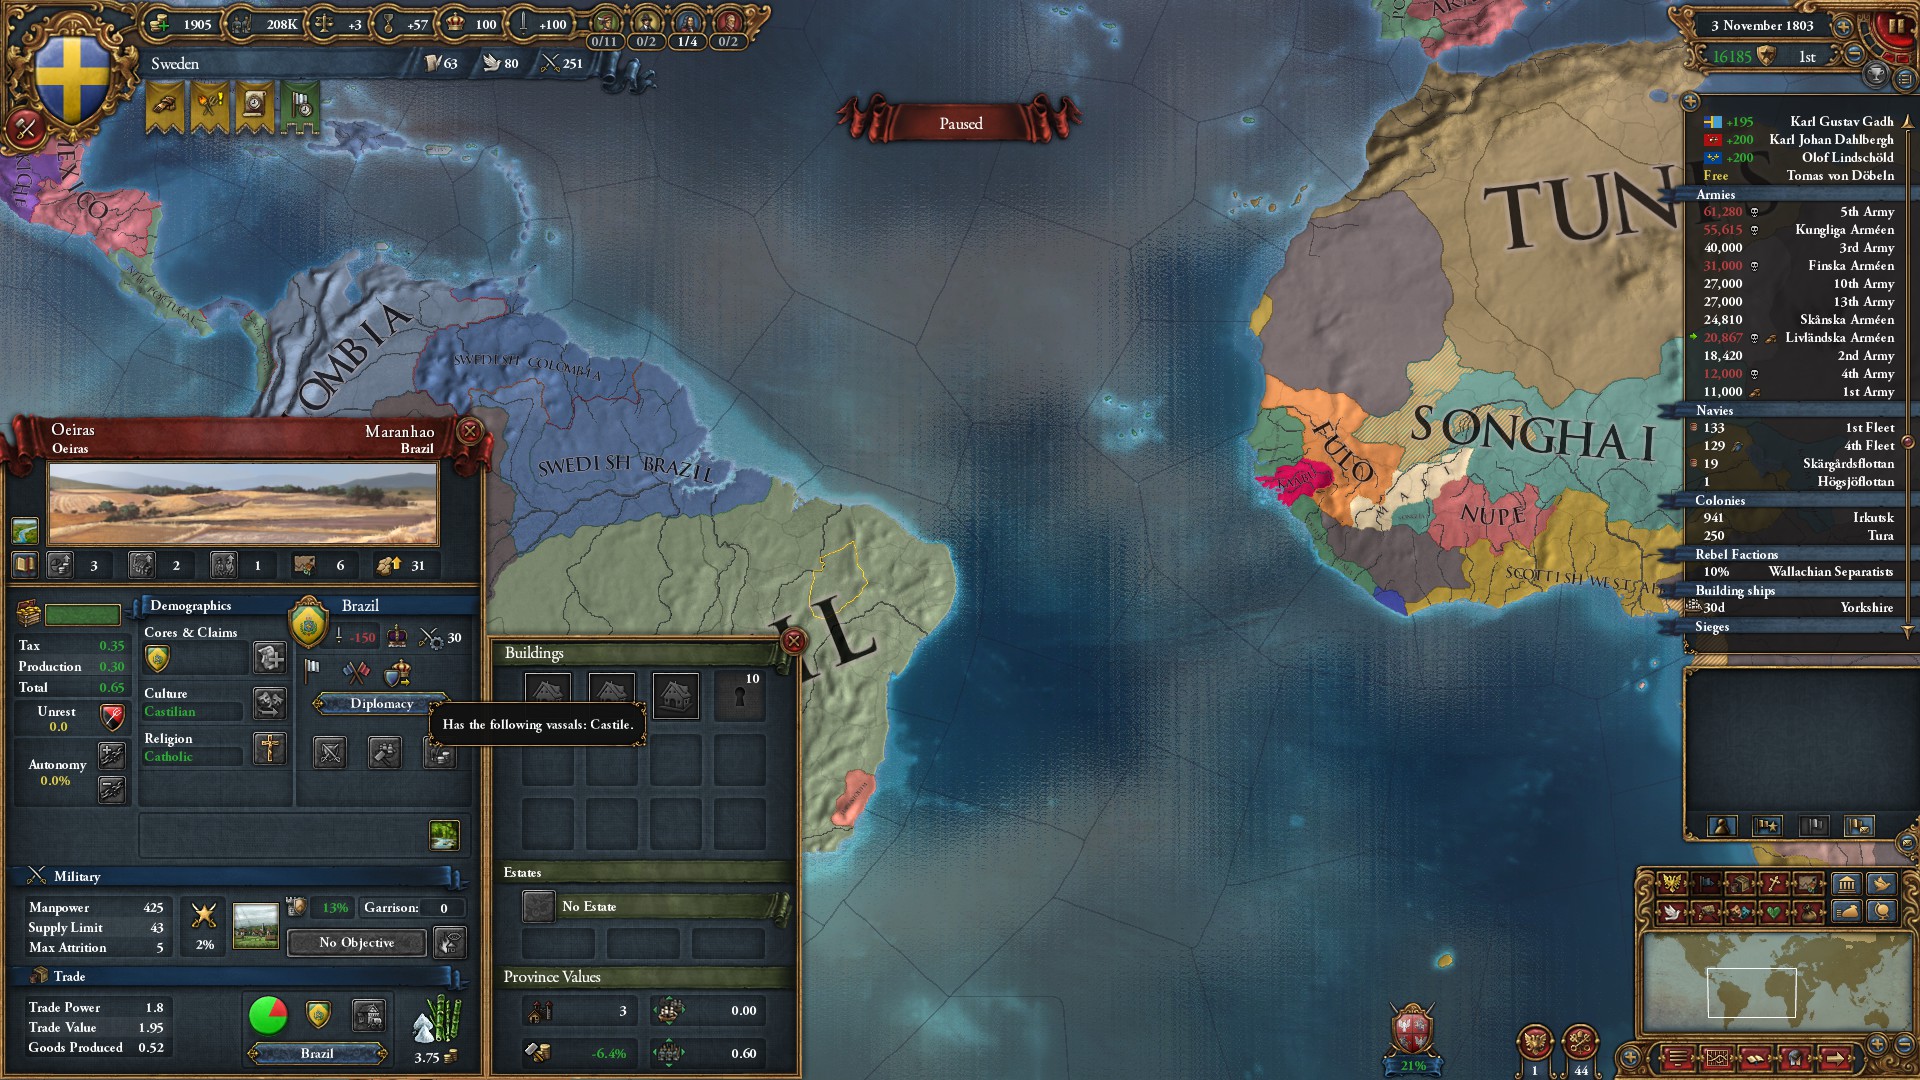 1905
208K
+3
+57
100
+100
0/11
0/2
1/4
0/2
3 November 1803
16185
1st
Sweden
63
80
251
Paused
+195 Karl Gustav Gadh
+200 Karl Johan Dahlbergh
+200 Olof Lindschöld
Free Tomas von Döbeln
Armies
61,280 5th Army
55,615 Kungliga Arméen
40,000 3rd Army
31,000 Finska Arméen
27,000 10th Army
27,000 13th Army
24,810 Skånska Arméen
20,867 Livländska Arméen
18,420 2nd Army
12,000 4th Army
11,000 1st Army
Navies
133 1st Fleet
129 4th Fleet
19 Skärgårdsflottan
1 Högsjöflottan
Colonies
941 Irkutsk
250 Tura
Rebel Factions
10% Wallachian Separatists
Building ships
30d Yorkshire
Sieges
MEXICO
SWEDISH COLOMBIA
SWEDISH BRAZIL
TUN
SONGHAI
FULO
KAABU
MALI
NUPE
Oeiras
Maranhao
Oeiras
Brazil
3
2
1
6
31
Demographics
Brazil
Tax 0.35
Production 0.30
Total 0.65
Unrest
0.0
Autonomy
0.0%
Cores & Claims
Culture
Castilian
Religion
Catholic
-150
30
Diplomacy
Has the following vassals: Castile.
Buildings
10
Military
Manpower 425
Supply Limit 43
Max Attrition 5
2%
13%
Garrison: 0
No Objective
Trade
Trade Power 1.8
Trade Value 1.95
Goods Produced 0.52
Brazil
3.75
Estates
No Estate
Province Values
3
0.00
-6.4%
0.60
21%
1
44